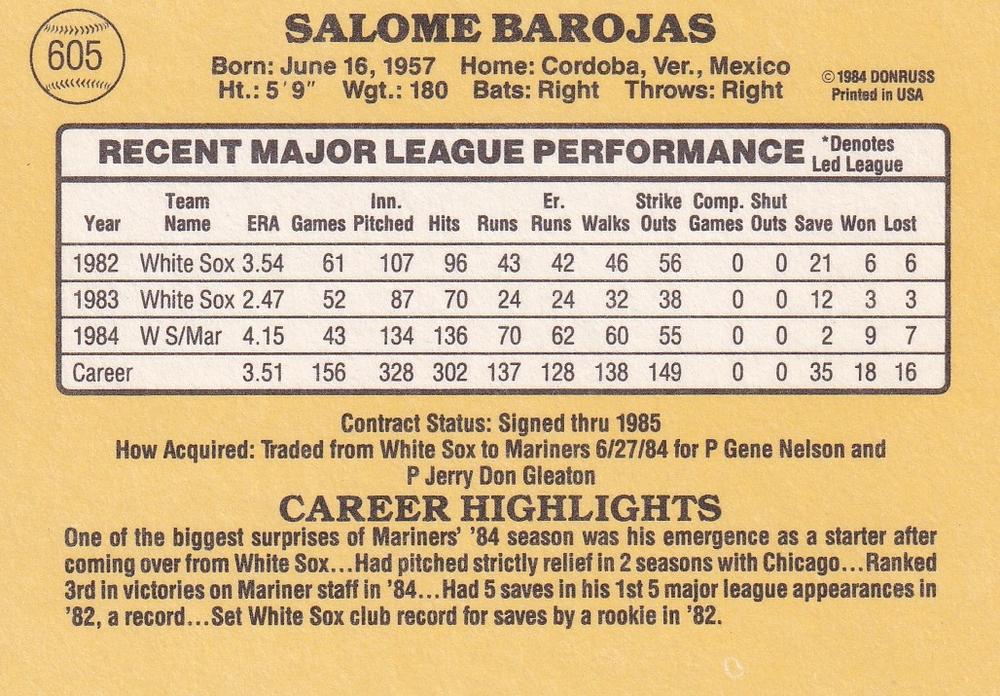 605
SALOME BAROJAS
Born: June 16, 1957 Home: Cordoba, Ver., Mexico
Ht.: 5'9" Wgt.: 180 Bats: Right Throws: Right
©1984 DONRUSS
Printed in USA
RECENT MAJOR LEAGUE PERFORMANCE *Denotes Led League
Year Team Name ERA Games Inn. Pitched Hits Runs Er. Runs Walks Strike Outs Comp. Games Shut Outs Save Won Lost
1982 White Sox 3.54 61 107 96 43 42 46 56 0 0 21 6 6
1983 White Sox 2.47 52 87 70 24 24 32 38 0 0 12 3 3
1984 W S/Mar 4.15 43 134 136 70 62 60 55 0 0 2 9 7
Career 3.51 156 328 302 137 128 138 149 0 0 35 18 16
Contract Status: Signed thru 1985
How Acquired: Traded from White Sox to Mariners 6/27/84 for P Gene Nelson and
P Jerry Don Gleaton
CAREER HIGHLIGHTS
One of the biggest surprises of Mariners' '84 season was his emergence as a starter after
coming over from White Sox...Had pitched strictly relief in 2 seasons with Chicago...Ranked
3rd in victories on Mariner staff in '84...Had 5 saves in his 1st 5 major league appearances in
'82, a record...Set White Sox club record for saves by a rookie in '82.